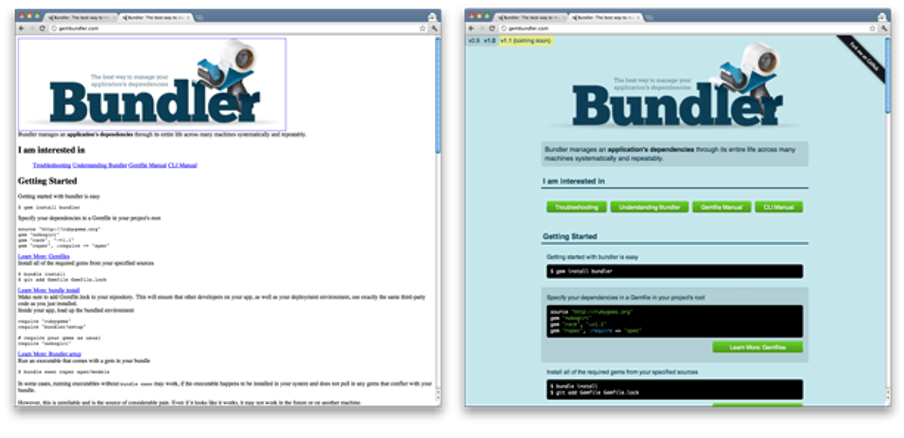 Bundler: The best way to m
Bundler: The best way to m
gembundler.com
The best way to manage your
application's dependencies
Bundler
Bundler manages an application's dependencies through its entire life across many machines systematically and repeatably.
I am interested in
Troubleshooting Understanding Bundler Gemfile Manual CLI Manual
Getting Started
Getting started with bundler is easy
$ gem install bundler
Specify your dependencies in a Gemfile in your project's root
source "http://rubygems.org"
gem "nokogiri"
gem "rack", "~>1.1"
gem "rspec", :require => "spec"
Learn More: Gemfiles
Install all of the required gems from your specified sources
$ bundle install
$ git add Gemfile Gemfile.lock
Learn More: bundle install
Make sure to add Gemfile.lock to your repository. This will ensure that other developers on your app, as well as your deployment environment, use exactly the same third-party
code as you just installed.
Inside your app, load up the bundled environment
require "rubygems"
require "bundler/setup"
# require your gems as usual
require "nokogiri"
Learn More: Bundler.setup
Run an executable that comes with a gem in your bundle
$ bundle exec rspec spec/models
In some cases, running executables without bundle exec may work, if the executable happens to be installed in your system and does not pull in any gems that conflict with your
bundle.
However, this is unreliable and is the source of considerable pain. Even if it looks like it works, it may not work in the future or on another machine.
Bundler: The best way to m
Bundler: The best way to m
gembundler.com
v0.9 v1.0 v1.1 (coming soon)
Fork me on GitHub
The best way to manage your
application's dependencies
Bundler
Bundler manages an application's dependencies through its entire life across many
machines systematically and repeatably.
I am interested in
Troubleshooting Understanding Bundler Gemfile Manual CLI Manual
Getting Started
Getting started with bundler is easy
$ gem install bundler
Specify your dependencies in a Gemfile in your project's root
source "http://rubygems.org"
gem "nokogiri"
gem "rack", "~>1.1"
gem "rspec", :require => "spec"
Learn More: Gemfiles
Install all of the required gems from your specified sources
$ bundle install
$ git add Gemfile Gemfile.lock